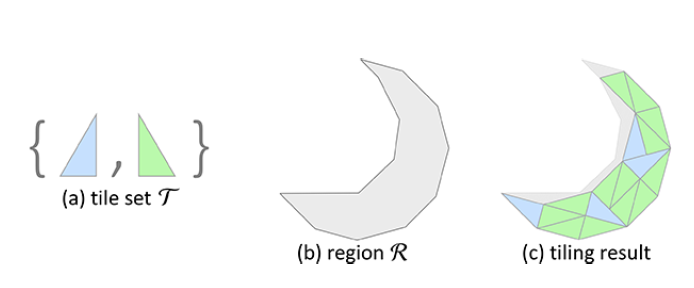 { , }
(a) tile set 𝒯
(b) region ℛ
(c) tiling result